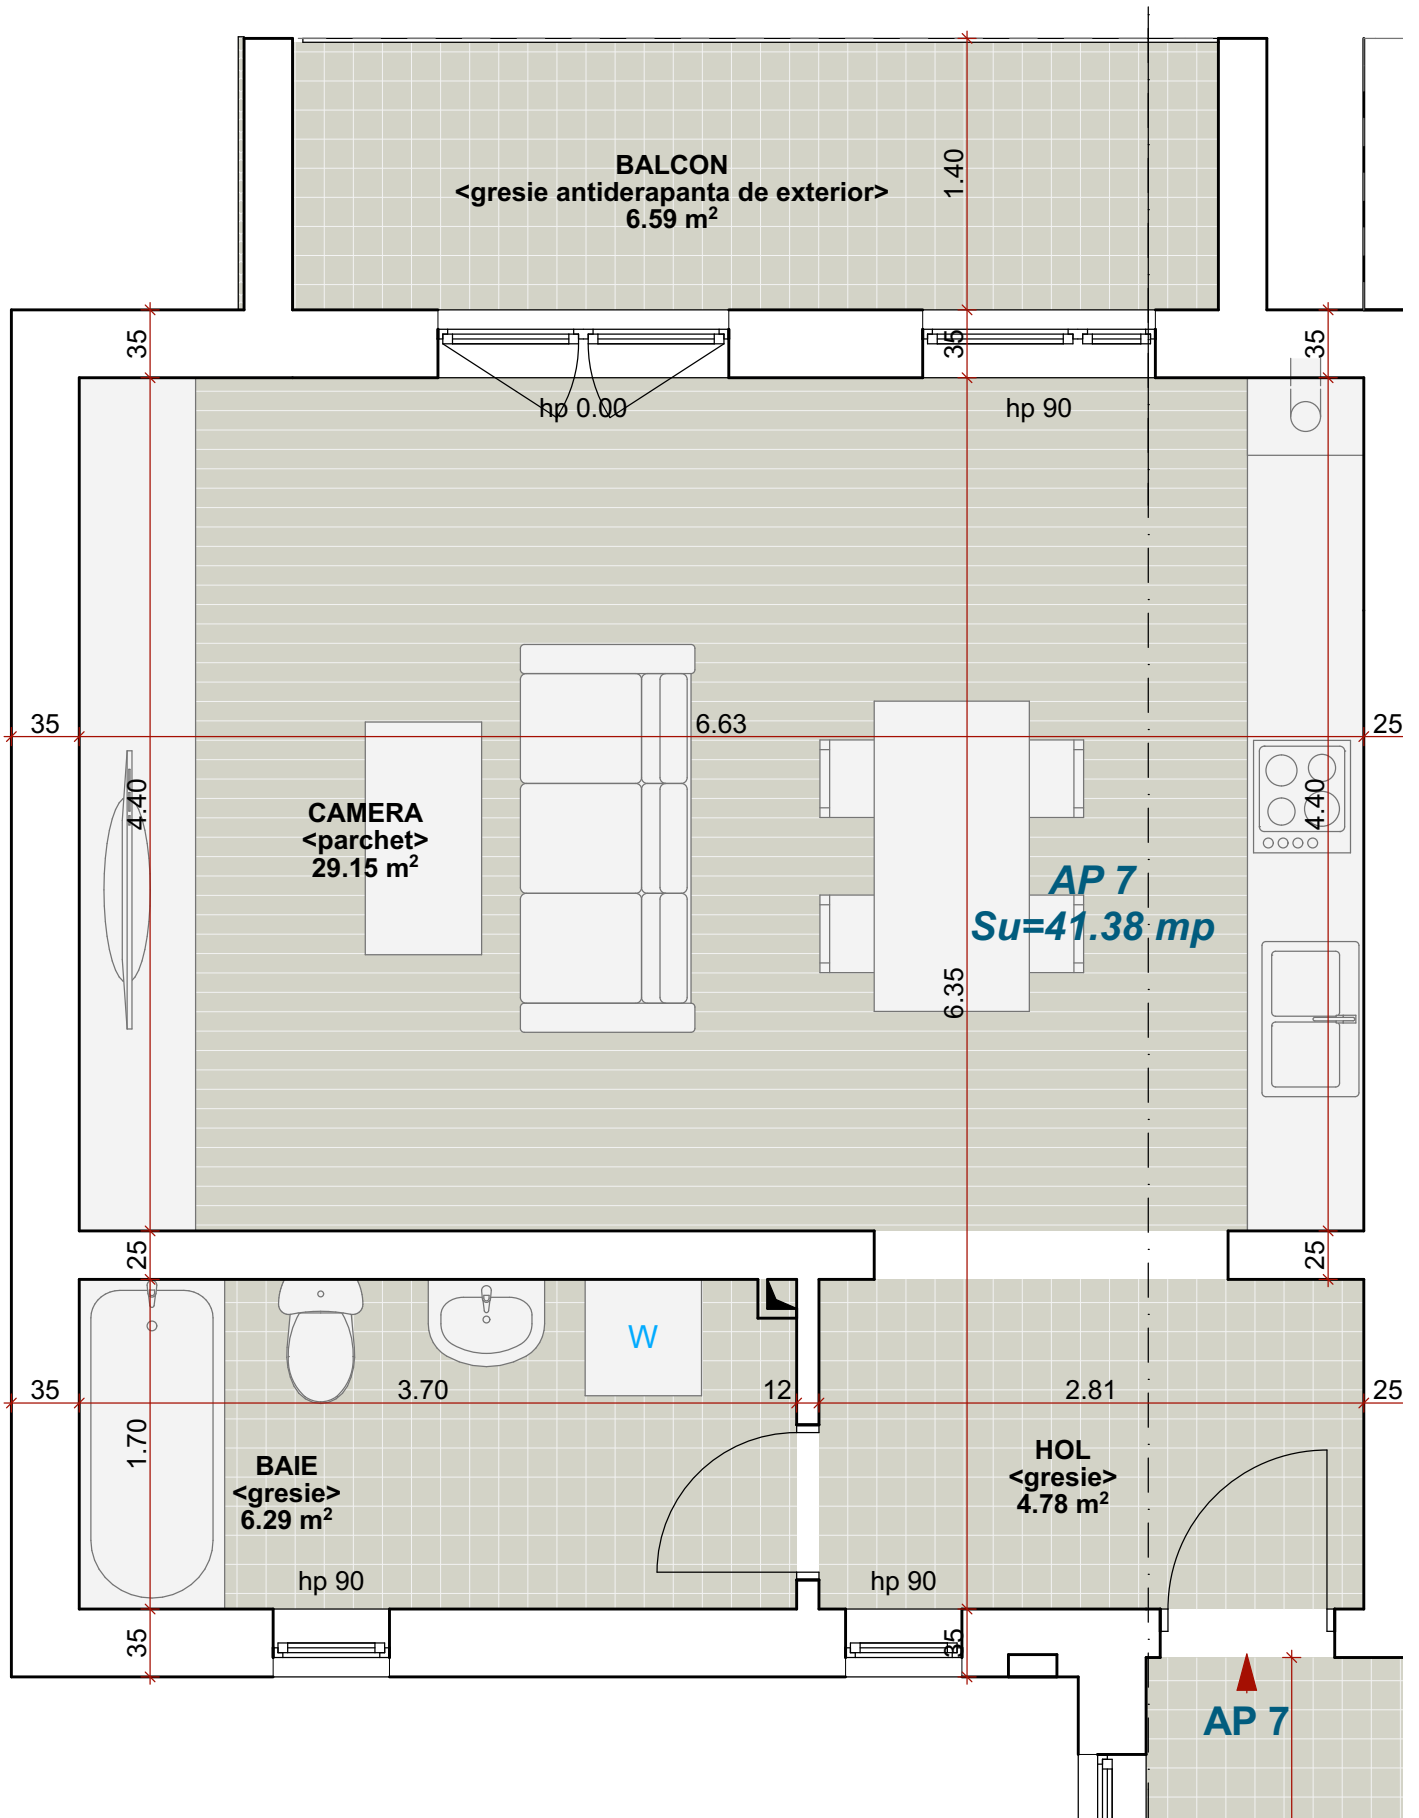 BALCON
<gresie antiderapanta de exterior>
6.59 m²
1.40
35
35
35
hp 0.00
hp 90
35
6.63
25
4.40
4.40
CAMERA
<parchet>
29.15 m²
AP 7
Su=41.38 mp
6.35
25
25
W
35
3.70
12
2.81
25
1.70
BAIE
<gresie>
6.29 m²
HOL
<gresie>
4.78 m²
hp 90
hp 90
35
35
AP 7